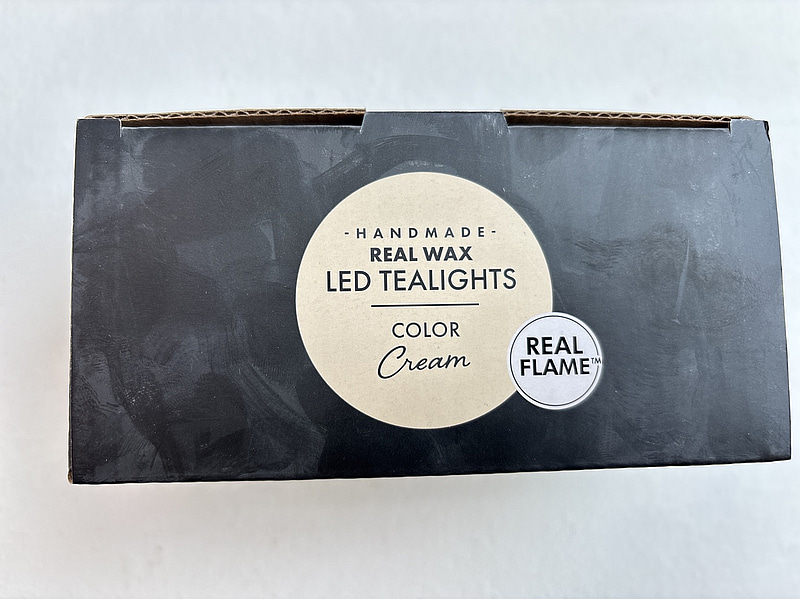 -HANDMADE-
REAL WAX
LED TEALIGHTS
COLOR
Cream
REAL
FLAME™